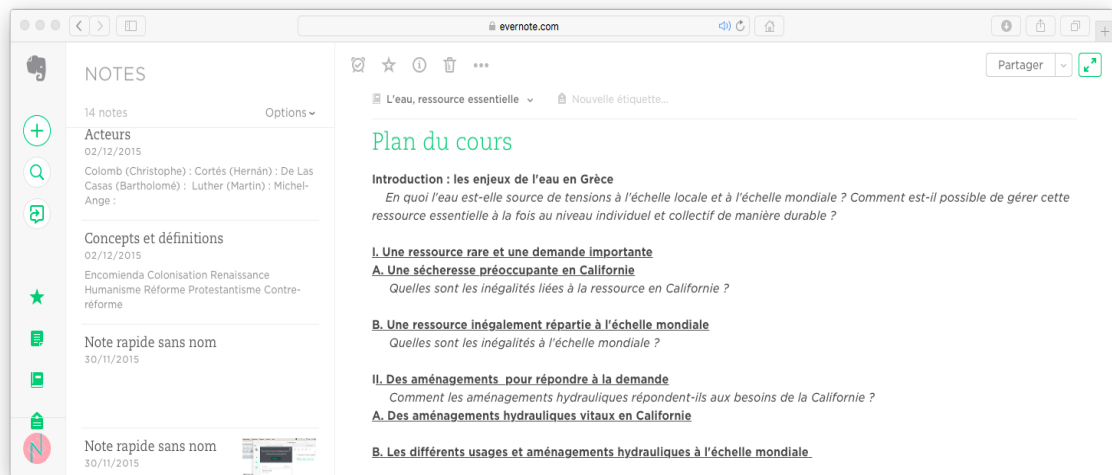 evernote.com
NOTES
14 notes
Options
Acteurs
02/12/2015
Colomb (Christophe) : Cortés (Hernán) : De Las
Casas (Bartholomé) : Luther (Martin) : Michel-
Ange :
Concepts et définitions
02/12/2015
Encomienda Colonisation Renaissance
Humanisme Réforme Protestantisme Contre-
réforme
Note rapide sans nom
30/11/2015
Note rapide sans nom
30/11/2015
N
Partager
L'eau, ressource essentielle
Nouvelle étiquette...
Plan du cours
Introduction : les enjeux de l'eau en Grèce
En quoi l'eau est-elle source de tensions à l'échelle locale et à l'échelle mondiale ? Comment est-il possible de gérer cette
ressource essentielle à la fois au niveau individuel et collectif de manière durable ?
I. Une ressource rare et une demande importante
A. Une sécheresse préoccupante en Californie
Quelles sont les inégalités liées à la ressource en Californie ?
B. Une ressource inégalement répartie à l'échelle mondiale
Quelles sont les inégalités à l'échelle mondiale ?
II. Des aménagements pour répondre à la demande
Comment les aménagements hydrauliques répondent-ils aux besoins de la Californie ?
A. Des aménagements hydrauliques vitaux en Californie
B. Les différents usages et aménagements hydrauliques à l'échelle mondiale